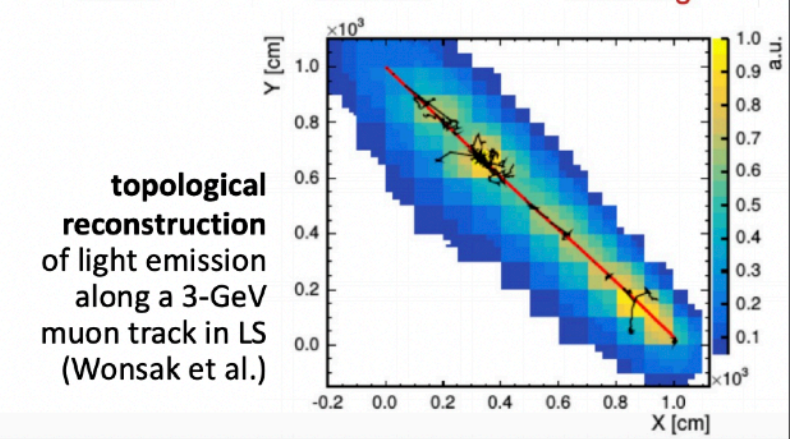 topological
reconstruction
of light emission
along a 3-GeV
muon track in LS
(Wonsak et al.)
×10³
Y [cm]
1.0
0.8
0.6
0.4
0.2
0.0
-0.2 0.0 0.2 0.4 0.6 0.8 1.0
×10³
X [cm]
1.0
0.9
0.8
0.7
0.6
0.5
0.4
0.3
0.2
0.1
a.u.